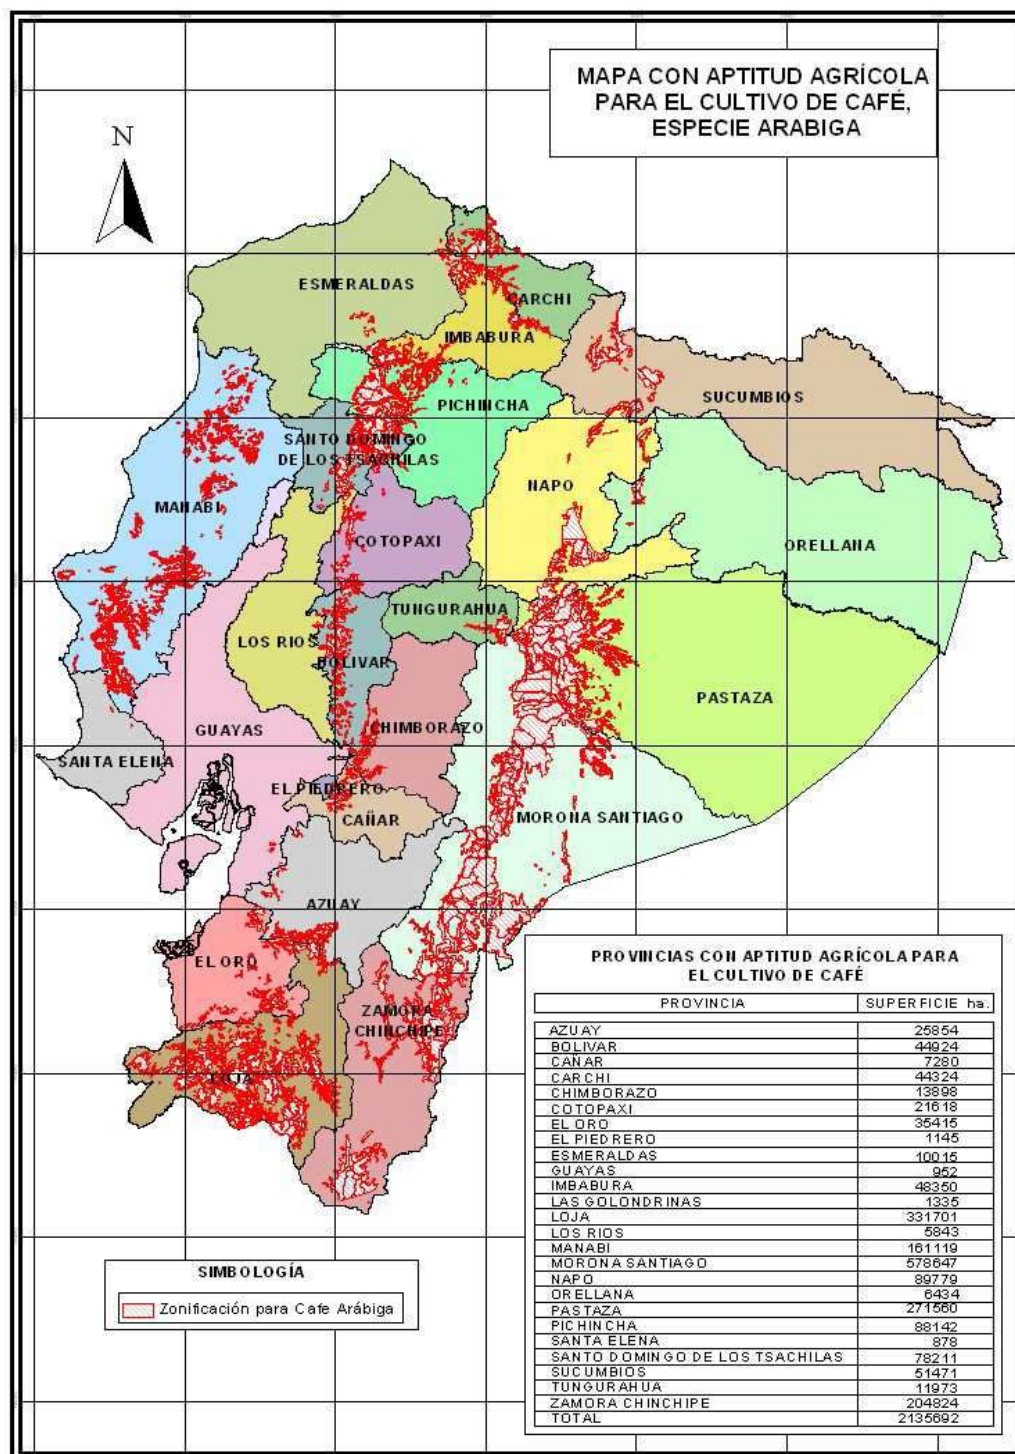 MAPA CON APTITUD AGRÍCOLA
PARA EL CULTIVO DE CAFÉ,
ESPECIE ARABIGA
N
ESMERALDAS
CARCHI
IMBABURA
SUCUMBIOS
PICHINCHA
SANTO DOMINGO
DE LOS TSACHILAS
NAPO
MANABI
COTOPAXI
ORELLANA
TUNGURAHUA
LOS RIOS
BOLIVAR
PASTAZA
GUAYAS
CHIMBORAZO
SANTA ELENA
EL PIEDRERO
CAÑAR
MORONA SANTIAGO
AZUAY
EL ORO
ZAMORA
CHINCHIPE
LOJA
PROVINCIAS CON APTITUD AGRÍCOLA PARA
EL CULTIVO DE CAFÉ
PROVINCIA SUPERFICIE ha.
AZUAY 25854
BOLIVAR 44924
CAÑAR 7280
CARCHI 44324
CHIMBORAZO 13898
COTOPAXI 21618
EL ORO 35415
EL PIEDRERO 1145
ESMERALDAS 10015
GUAYAS 952
IMBABURA 48350
LAS GOLONDRINAS 1335
LOJA 331701
LOS RIOS 5843
MANABI 161119
MORONA SANTIAGO 578647
NAPO 89779
ORELLANA 6434
PASTAZA 271560
PICHINCHA 88142
SANTA ELENA 878
SANTO DOMINGO DE LOS TSACHILAS 78211
SUCUMBIOS 51471
TUNGURAHUA 11973
ZAMORA CHINCHIPE 204824
TOTAL 2135692
SIMBOLOGÍA
Zonificación para Cafe Arábiga